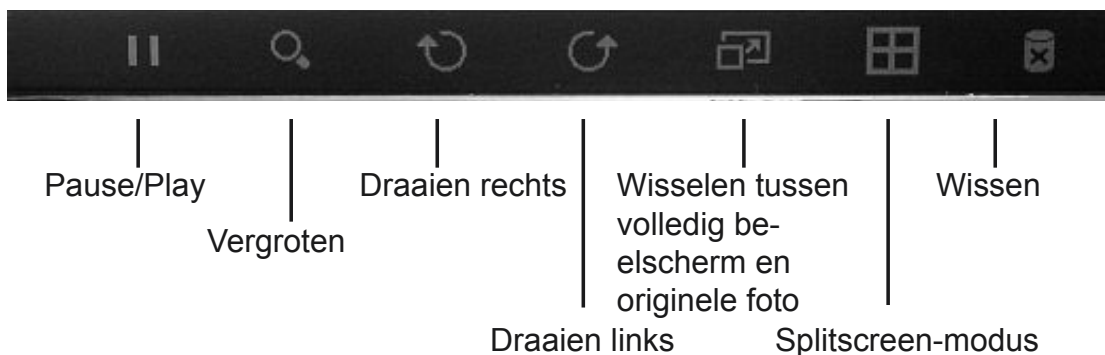 Pause/Play
Vergroten
Draaien rechts
Draaien links
Wisselen tussen
volledig be-
elscherm en
originele foto
Splitscreen-modus
Wissen